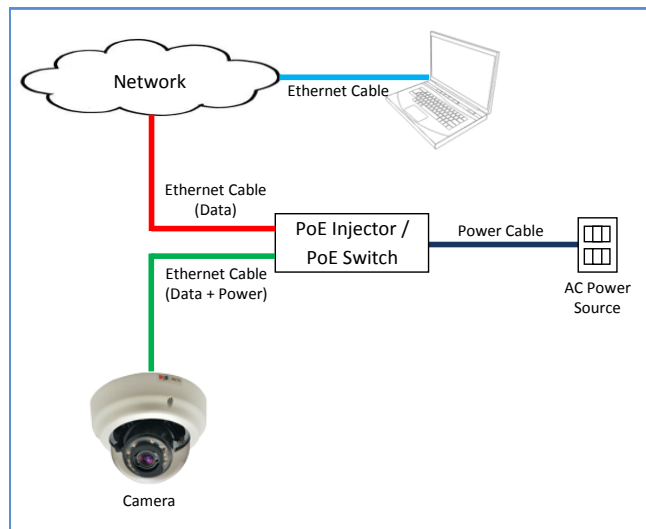 Network
Ethernet Cable
Ethernet Cable
(Data)
PoE Injector /
PoE Switch
Power Cable
Ethernet Cable
(Data + Power)
AC Power
Source
Camera